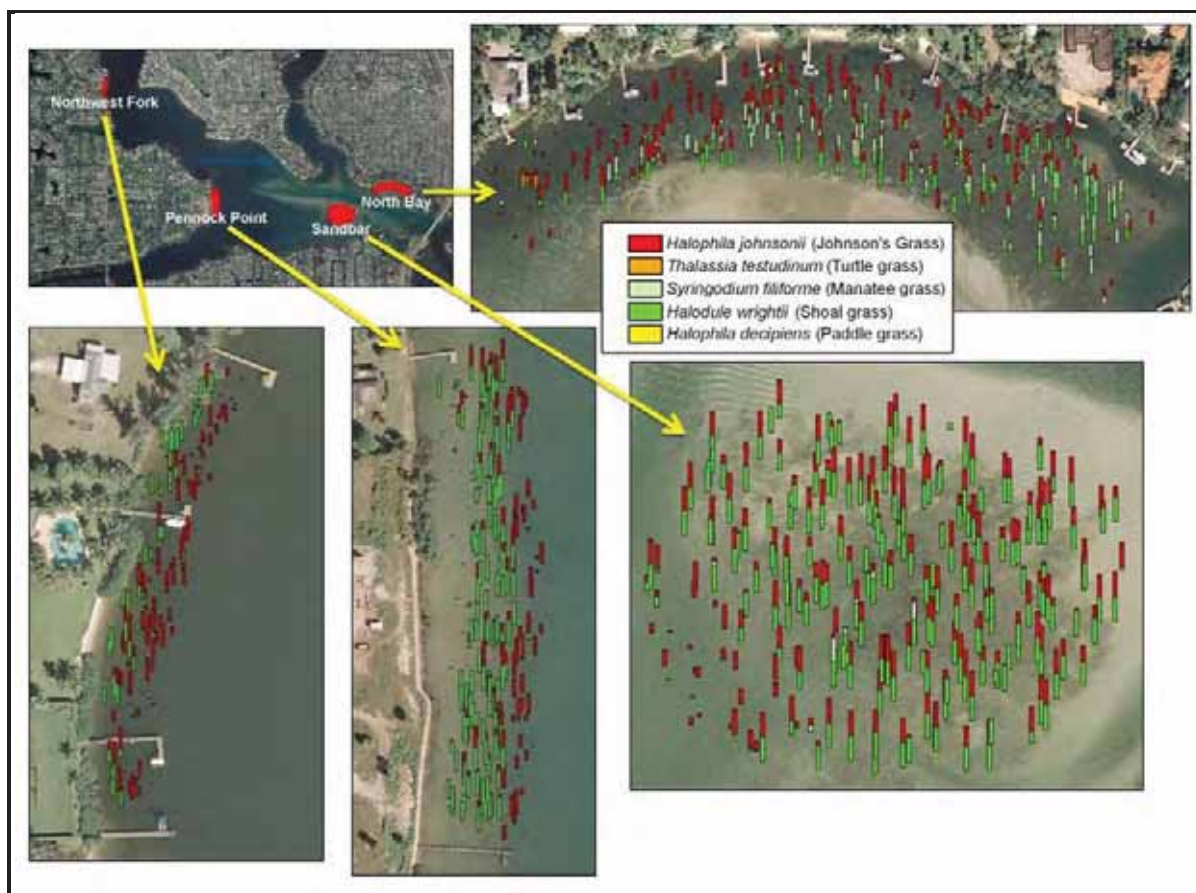 Northwest Fork
Pennock Point
Sandbar
North Bay
Halophila johnsonii (Johnson's Grass)
Thalassia testudinum (Turtle grass)
Syringodium filiforme (Manatee grass)
Halodule wrightii (Shoal grass)
Halophila decipiens (Paddle grass)